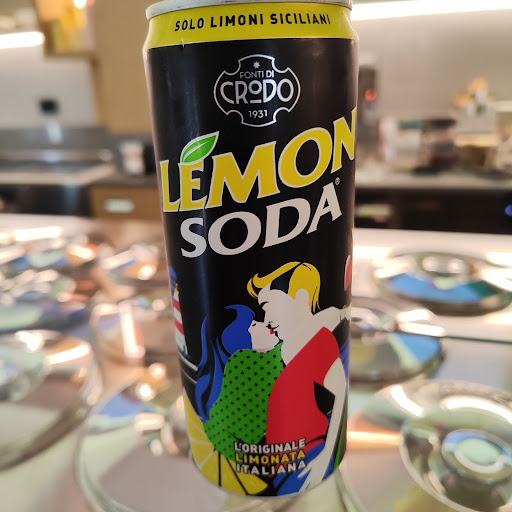 SOLO LIMONI SICILIANI
FONTI DI
CRODO
1931
LEMON
SODA®
L'ORIGINALE
LIMONATA
ITALIANA